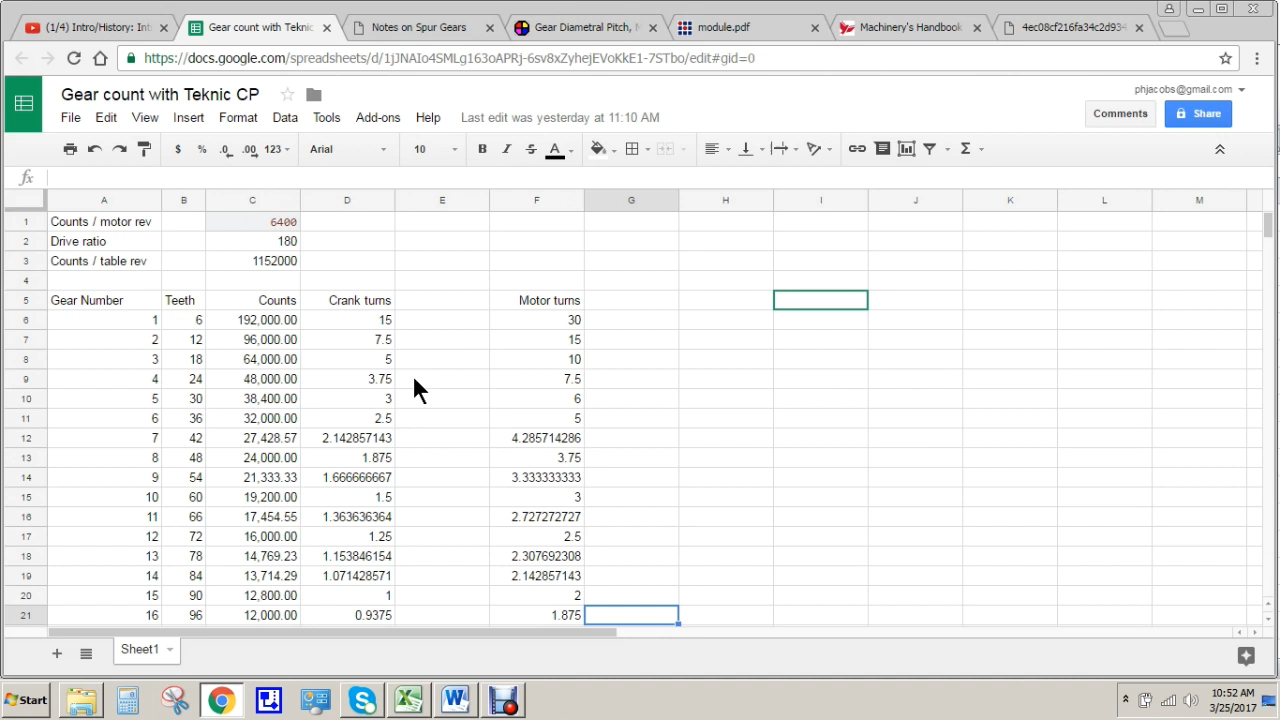 (1/4) Intro/History: Int
Gear count with Teknic
Notes on Spur Gears
Gear Diametral Pitch, M
module.pdf
Machinery's Handbook
4ec08cf216fa34c2d934
https://docs.google.com/spreadsheets/d/1jJNAIo4SMLg163oAPRj-6sv8xZyhejEVoKkE1-7STbo/edit#gid=0
Gear count with Teknic CP
phjacobs@gmail.com
File Edit View Insert Format Data Tools Add-ons Help Last edit was yesterday at 11:10 AM
Comments Share
$ % .0 .00 123 Arial 10 B I S A Σ
fx
A B C D E F G H I J K L M
1 Counts / motor rev 6400
2 Drive ratio 180
3 Counts / table rev 1152000
4
5 Gear Number Teeth Counts Crank turns Motor turns
6 1 6 192,000.00 15 30
7 2 12 96,000.00 7.5 15
8 3 18 64,000.00 5 10
9 4 24 48,000.00 3.75 7.5
10 5 30 38,400.00 3 6
11 6 36 32,000.00 2.5 5
12 7 42 27,428.57 2.142857143 4.285714286
13 8 48 24,000.00 1.875 3.75
14 9 54 21,333.33 1.666666667 3.333333333
15 10 60 19,200.00 1.5 3
16 11 66 17,454.55 1.363636364 2.727272727
17 12 72 16,000.00 1.25 2.5
18 13 78 14,769.23 1.153846154 2.307692308
19 14 84 13,714.29 1.071428571 2.142857143
20 15 90 12,800.00 1 2
21 16 96 12,000.00 0.9375 1.875
Sheet1
Start
10:52 AM
3/25/2017